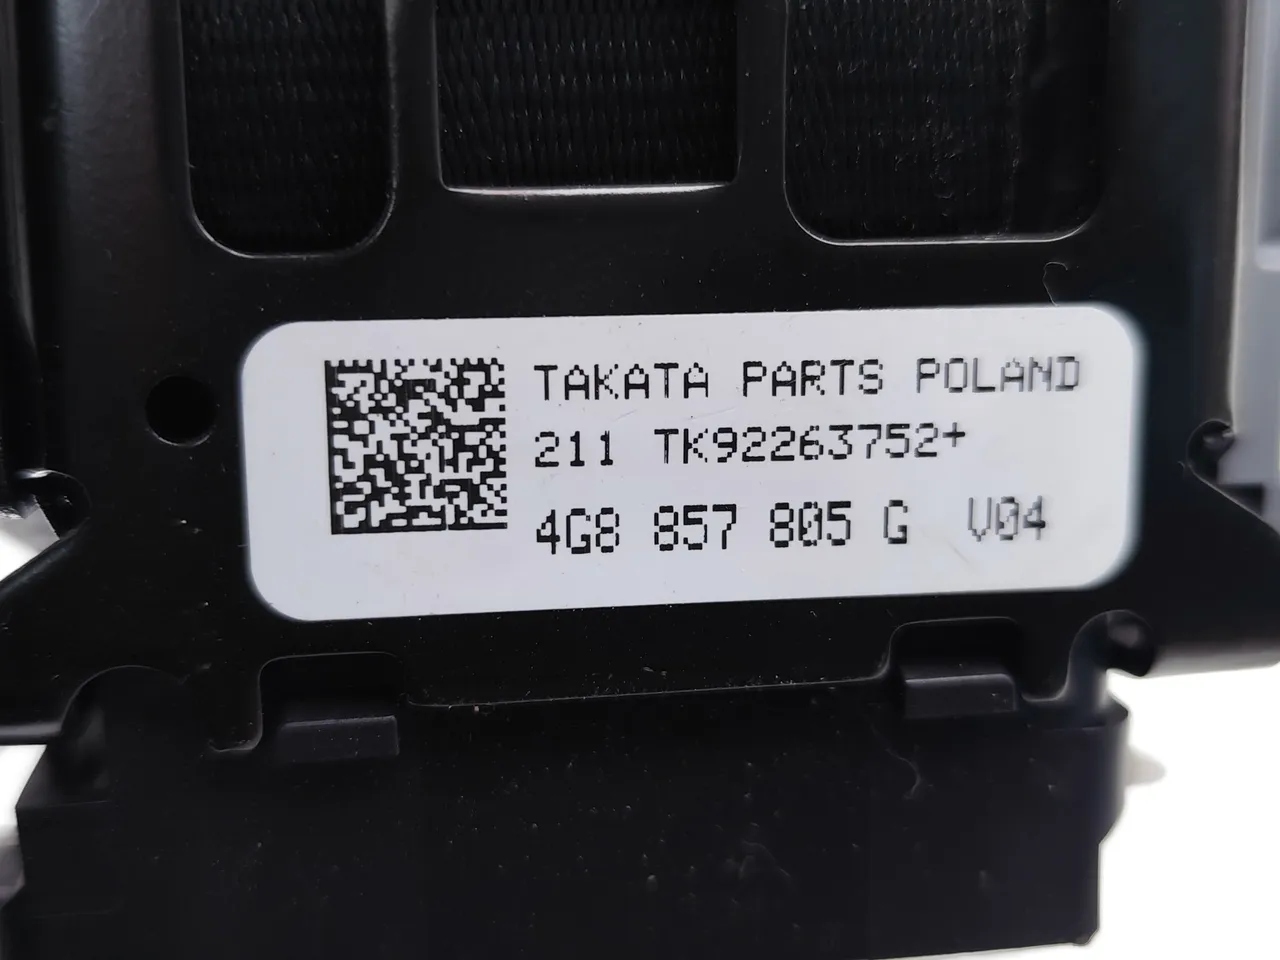 TAKATA PARTS POLAND
211 TK92263752+
4G8 857 805 G V04